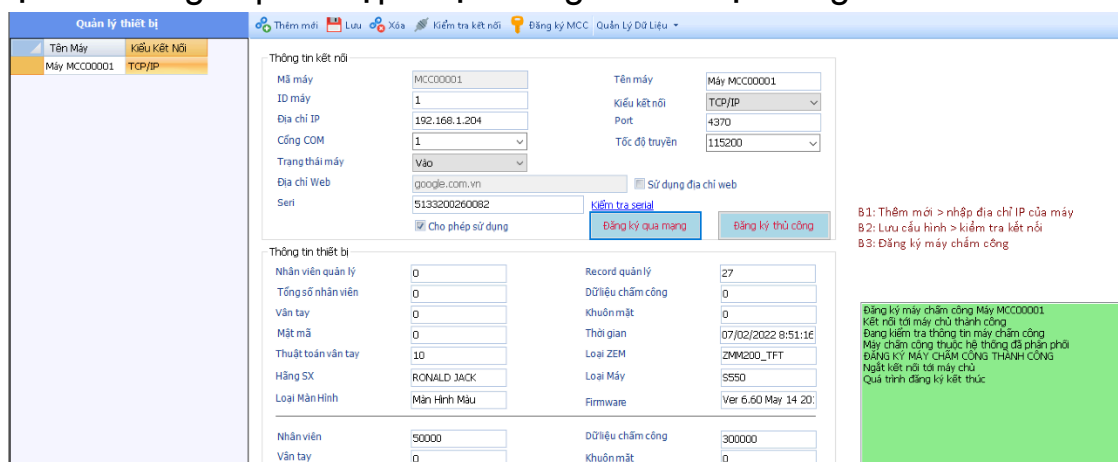 Quản lý thiết bị
Thêm mới Lưu Xóa Kiểm tra kết nối Đăng ký MCC Quản Lý Dữ Liệu
Tên Máy Kiểu Kết Nối
Máy MCC00001 TCP/IP
Thông tin kết nối
Mã máy MCC00001 Tên máy Máy MCC00001
ID máy 1 Kiểu kết nối TCP/IP
Địa chỉ IP 192.168.1.204 Port 4370
Cổng COM 1 Tốc độ truyền 115200
Trạng thái máy Vào
Địa chỉ Web google.com.vn Sử dụng địa chỉ web
Seri 5133200260082 Kiểm tra serial
Cho phép sử dụng Đăng ký qua mạng Đăng ký thủ công
B1: Thêm mới > nhập địa chỉ IP của máy
B2: Lưu cấu hình > kiểm tra kết nối
B3: Đăng ký máy chấm công
Thông tin thiết bị
Nhân viên quản lý 0 Record quản lý 27
Tổng số nhân viên 0 Dữ liệu chấm công 0
Vân tay 0 Khuôn mặt 0
Mật mã 0 Thời gian 07/02/2022 8:51:16
Thuật toán vân tay 10 Loại ZEM ZMM200_TFT
Hãng SX RONALD JACK Loại Máy S550
Loại Màn Hình Màn Hình Màu Firmware Ver 6.60 May 14 20
Nhân viên 50000 Dữ liệu chấm công 300000
Vân tay 0 Khuôn mặt 0
Đăng ký máy chấm công Máy MCC00001
Kết nối tới máy chủ thành công
Đang kiểm tra thông tin máy chấm công
Máy chấm công thuộc hệ thống đã phân phối
ĐĂNG KÝ MÁY CHẤM CÔNG THÀNH CÔNG
Ngắt kết nối tới máy chủ
Quá trình đăng ký kết thúc